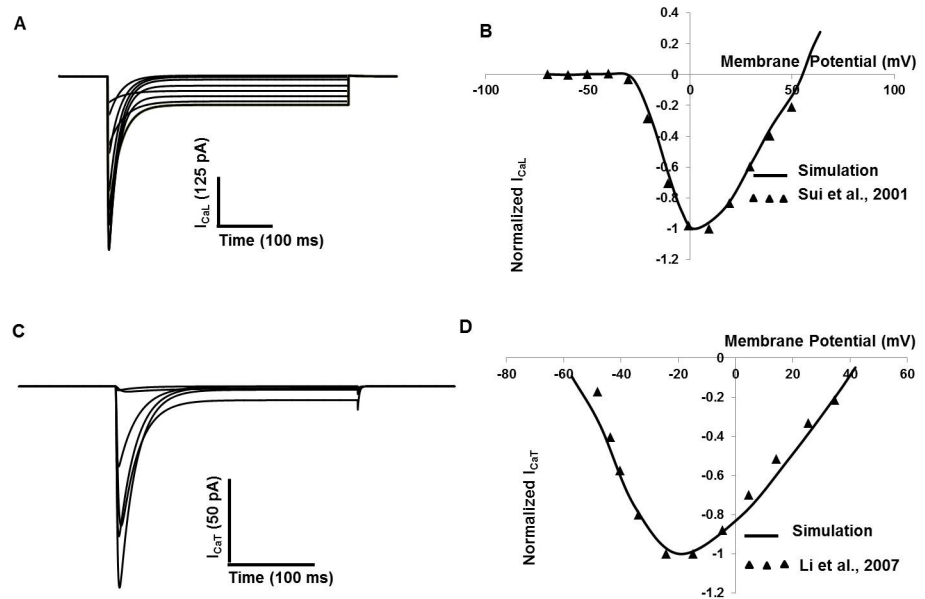 A
I_CaL (125 pA)
Time (100 ms)
B
0.4
0.2
0
-0.2
-0.4
-0.6
-0.8
-1
-1.2
Membrane Potential (mV)
-100
-50
0
50
100
Normalized I_CaL
Simulation
Sui et al., 2001
C
I_CaT (50 pA)
Time (100 ms)
D
Membrane Potential (mV)
0
-80
-60
-40
-20
0
20
40
60
-0.2
-0.4
-0.6
-0.8
-1
-1.2
Normalized I_CaT
Simulation
Li et al., 2007